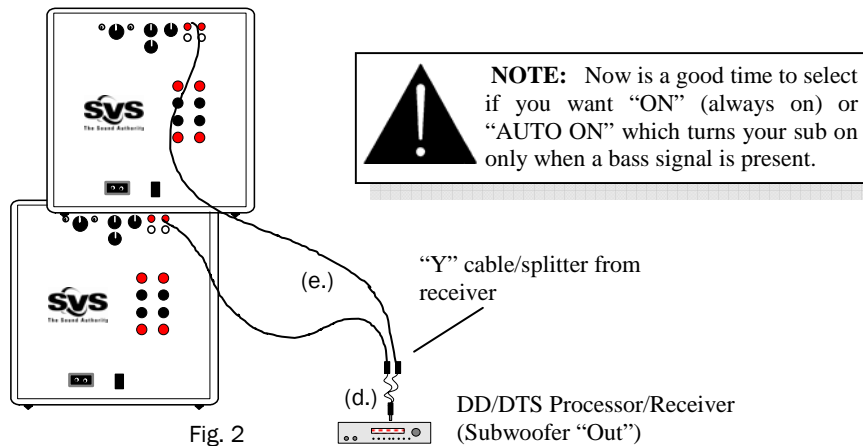 SVS
The Sound Authority
SVS
The Sound Authority
NOTE: Now is a good time to select
if you want “ON” (always on) or
“AUTO ON” which turns your sub on
only when a bass signal is present.
(e.)
“Y” cable/splitter from
receiver
(d.)
DD/DTS Processor/Receiver
(Subwoofer “Out”)
Fig. 2